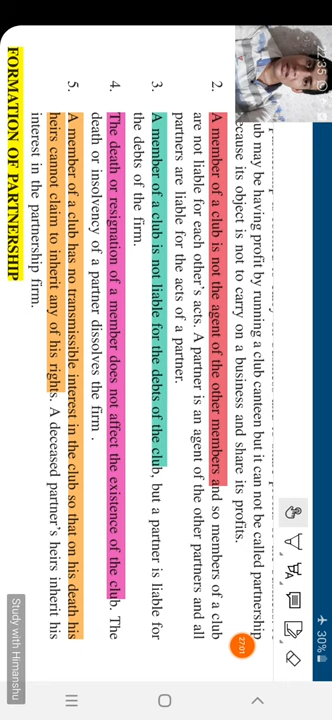 22:35
30%
ub may be having profit by running a club canteen but it can not be called partnership
ecause its object is not to carry on a business and share its profits.
2. A member of a club is not the agent of the other members and so members of a club
are not liable for each other's acts. A partner is an agent of the other partners and all
partners are liable for the acts of a partner.
3. A member of a club is not liable for the debts of the club, but a partner is liable for
the debts of the firm.
4. The death or resignation of a member does not affect the existence of the club. The
death or insolvency of a partner dissolves the firm .
5. A member of a club has no transmissible interest in the club so that on his death his
heirs cannot claim to inherit any of his rights. A deceased partner's heirs inherit his
interest in the partnership firm.
FORMATION OF PARTNERSHIP
27:01
Study with Himanshu